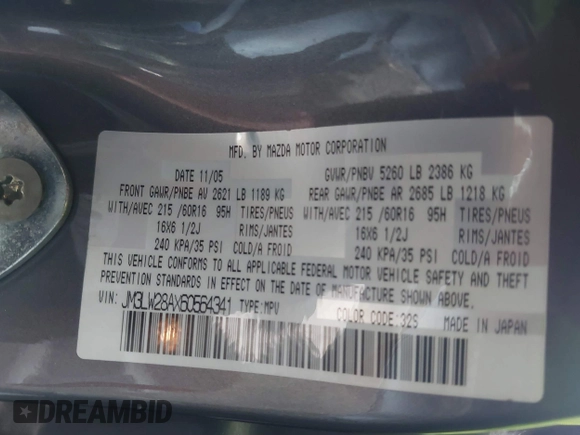 MFD. BY MAZDA MOTOR CORPORATION
DATE 11/05 GVWR/PNBV 5260 LB 2386 KG
FRONT GAWR/PNBE AV 2621 LB 1189 KG REAR GAWR/PNBE AR 2685 LB 1218 KG
WITH/AVEC 215 /60R16 95H TIRES/PNEUS WITH/AVEC 215 /60R16 95H TIRES/PNEUS
16X6 1/2J RIMS/JANTES 16X6 1/2J RIMS/JANTES
240 KPA/35 PSI COLD/A FROID 240 KPA/35 PSI COLD/A FROID
THIS VEHICLE CONFORMS TO ALL APPLICABLE FEDERAL MOTOR VEHICLE SAFETY AND THEFT
PREVENTION STANDARDS IN EFFECT ON THE DATE OF MANUFACTURE SHOWN ABOVE.
VIN: JM3LW28AX60564341 TYPE:MPV COLOR CODE:32S MADE IN JAPAN
DREAMBID